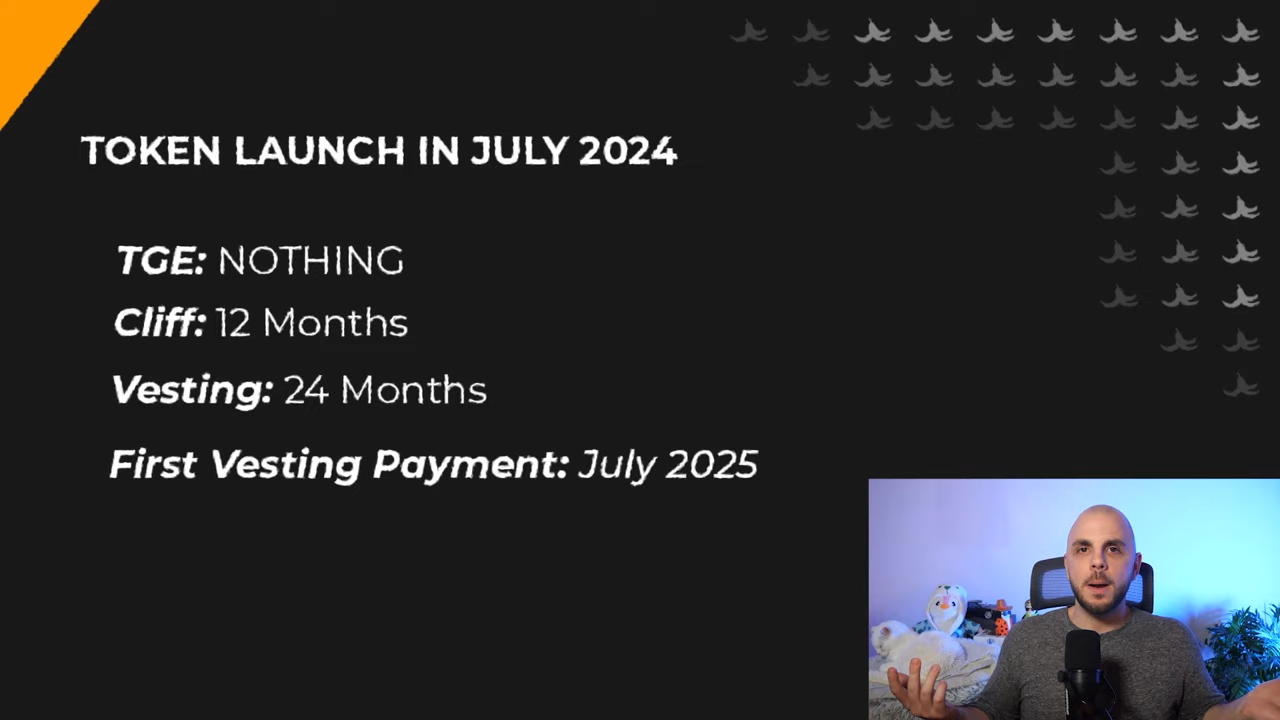 TOKEN LAUNCH IN JULY 2024
TGE: NOTHING
Cliff: 12 Months
Vesting: 24 Months
First Vesting Payment: July 2025